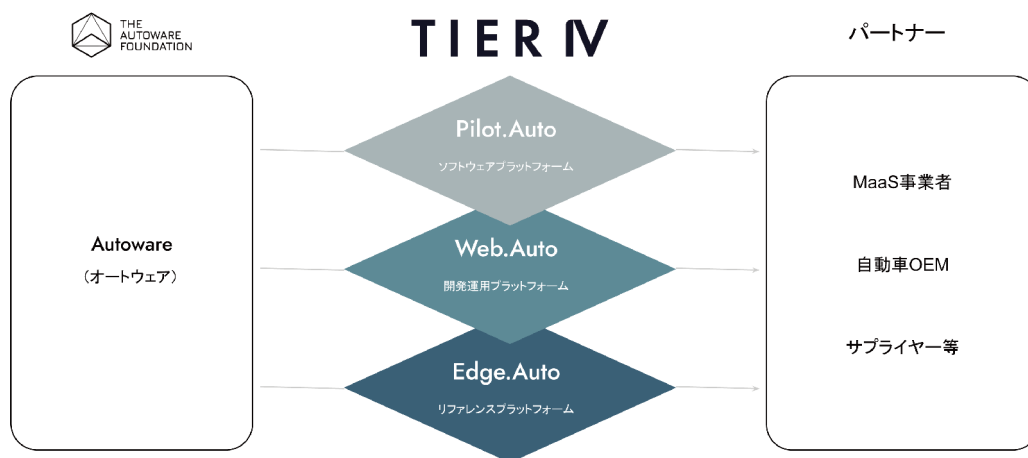 THE
AUTOWARE
FOUNDATION
TIER IV
パートナー
Autoware
(オートウェア)
Pilot.Auto
ソフトウェアプラットフォーム
Web.Auto
開発運用プラットフォーム
Edge.Auto
リファレンスプラットフォーム
MaaS事業者
自動車OEM
サプライヤー等